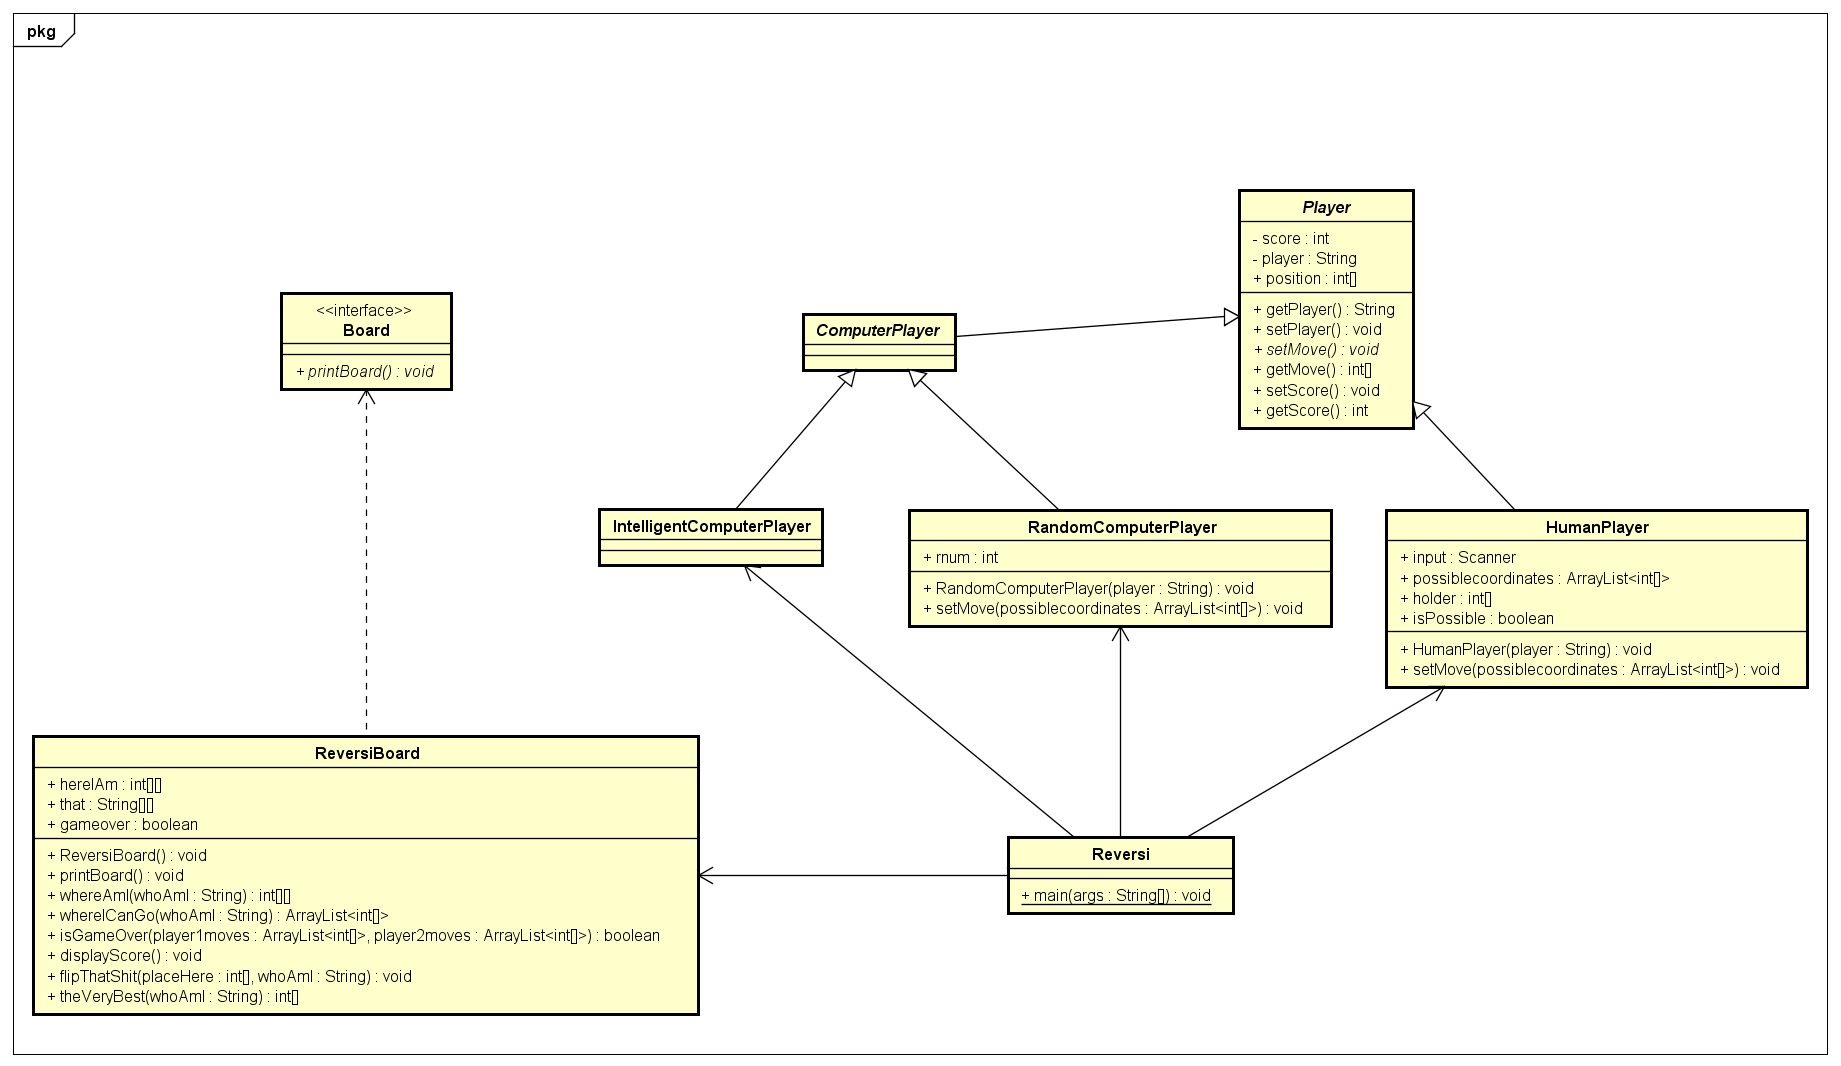 pkg
Player
- score : int
- player : String
+ position : int[]
+ getPlayer() : String
+ setPlayer() : void
+ setMove() : void
+ getMove() : int[]
+ setScore() : void
+ getScore() : int
<<interface>>
Board
+ printBoard() : void
ComputerPlayer
IntelligentComputerPlayer
RandomComputerPlayer
+ rnum : int
+ RandomComputerPlayer(player : String) : void
+ setMove(possiblecoordinates : ArrayList<int[]>) : void
HumanPlayer
+ input : Scanner
+ possiblecoordinates : ArrayList<int[]>
+ holder : int[]
+ isPossible : boolean
+ HumanPlayer(player : String) : void
+ setMove(possiblecoordinates : ArrayList<int[]>) : void
ReversiBoard
+ hereIAm : int[][]
+ that : String[][]
+ gameover : boolean
+ ReversiBoard() : void
+ printBoard() : void
+ whereAmI(whoAmI : String) : int[][]
+ whereICanGo(whoAmI : String) : ArrayList<int[]>
+ isGameOver(player1moves : ArrayList<int[]>, player2moves : ArrayList<int[]>) : boolean
+ displayScore() : void
+ flipThatShit(placeHere : int[], whoAmI : String) : void
+ theVeryBest(whoAmI : String) : int[]
Reversi
+ main(args : String[]) : void